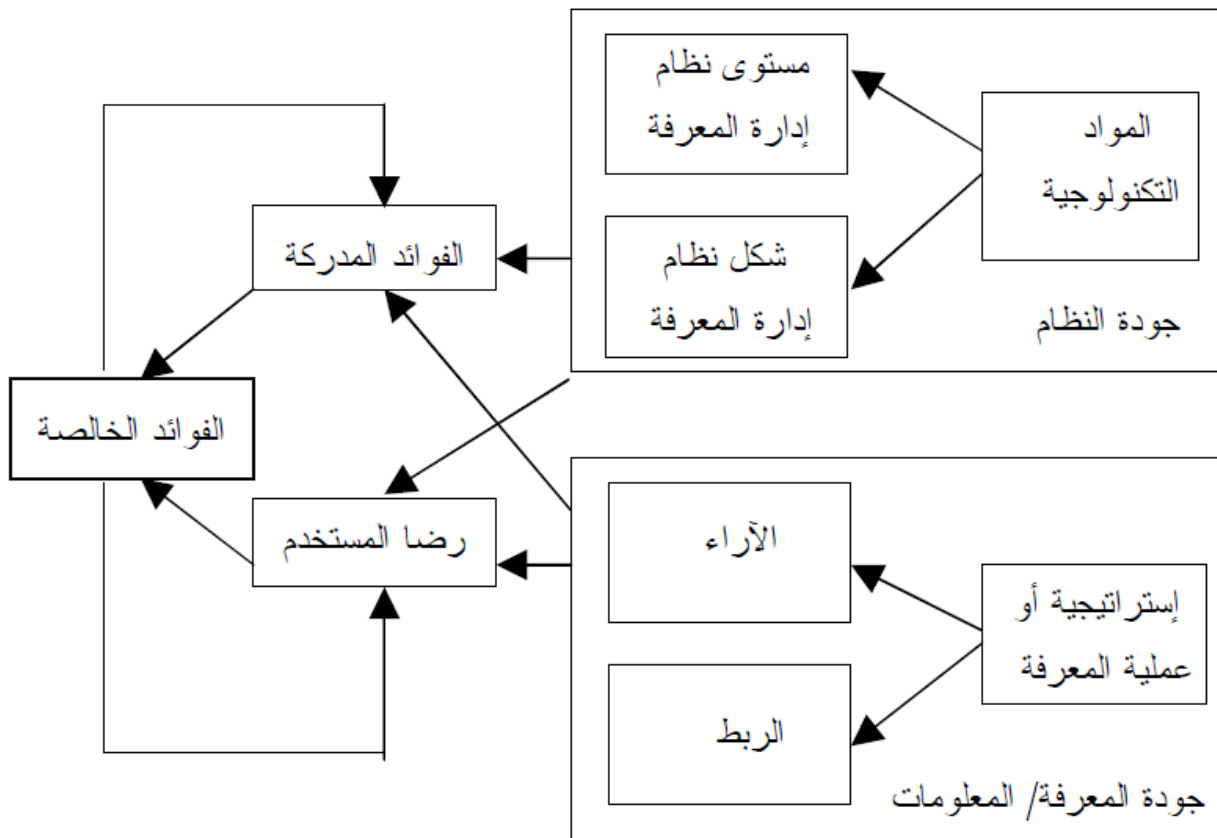 مستوى نظام
إدارة المعرفة
المواد
التكنولوجية
شكل نظام
إدارة المعرفة
جودة النظام
الفوائد المدركة
الفوائد الخالصة
رضا المستخدم
الآراء
إستراتيجية أو
عملية المعرفة
الربط
جودة المعرفة/ المعلومات